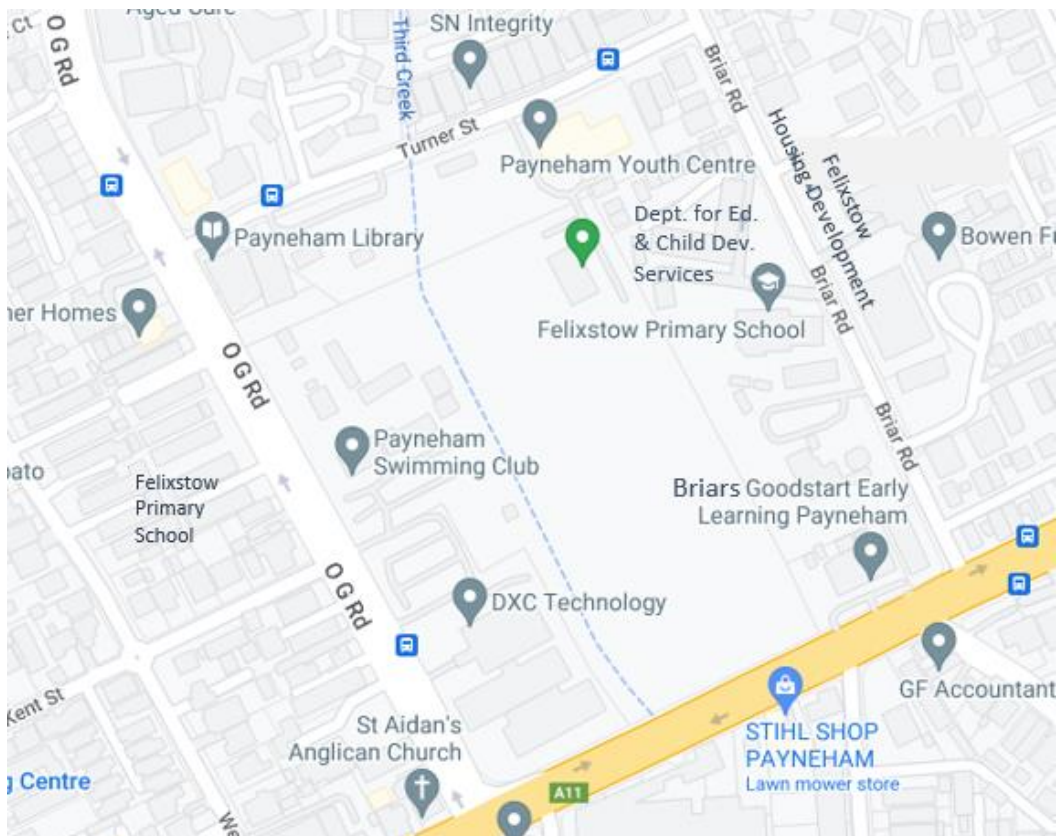 Aged Care
Ct
O G Rd
SN Integrity
Third Creek
Turner St
Briar Rd
Payneham Youth Centre
Housing Development
Felixstow
Payneham Library
Dept. for Ed.
& Child Dev.
Services
Bowen
Felixstow Primary School
Briar Rd
ner Homes
O G Rd
Payneham
Swimming Club
Briar Rd
Felixstow
Primary
School
Briars Goodstart Early
Learning Payneham
O G Rd
DXC Technology
GF Accountant
Kent St
St Aidan's
Anglican Church
STIHL SHOP
PAYNEHAM
Lawn mower store
g Centre
A11
We